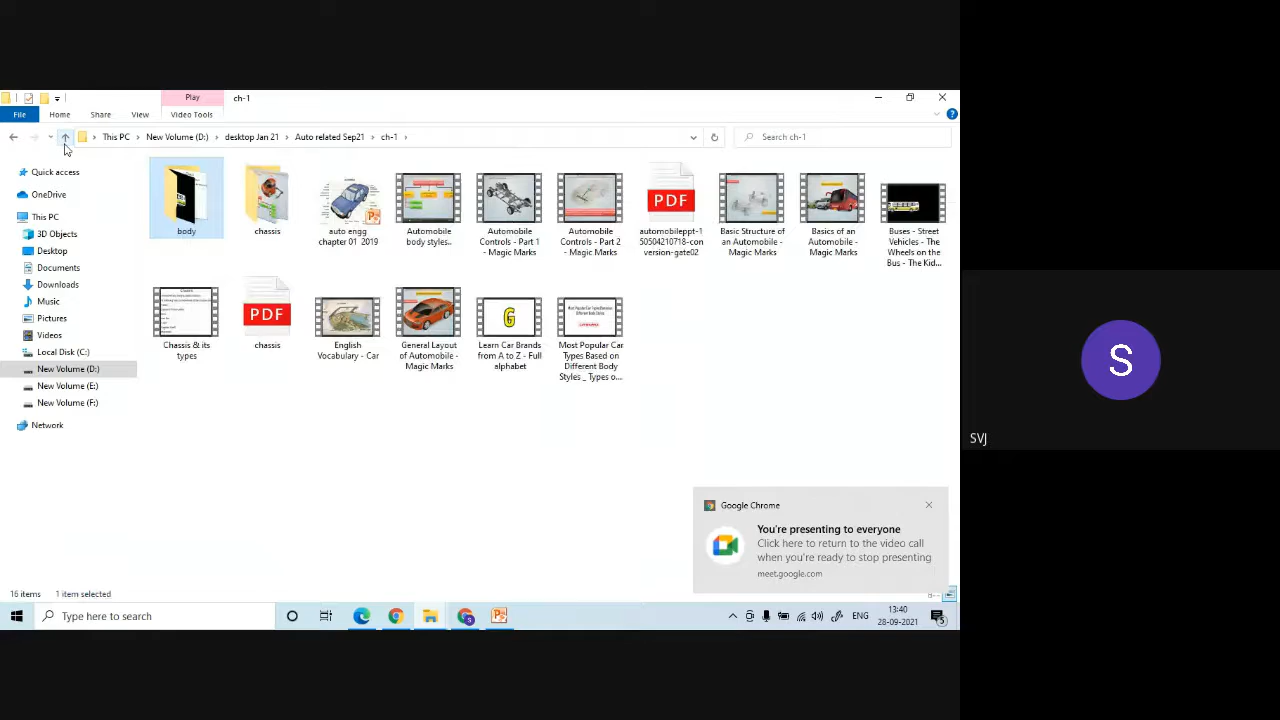 Play
ch-1
File
Home
Share
View
Video Tools
This PC
New Volume (D:)
desktop Jan 21
Auto related Sep21
ch-1
Search ch-1
Quick access
OneDrive
This PC
3D Objects
Desktop
Documents
Downloads
Music
Pictures
Videos
Local Disk (C:)
New Volume (D:)
New Volume (E:)
New Volume (F:)
Network
body
chassis
auto engg
chapter 01 2019
Automobile
body styles..
Automobile
Controls - Part 1
- Magic Marks
Automobile
Controls - Part 2
- Magic Marks
PDF
automobileppt-1
50504210718-con
version-gate02
Basic Structure of
an Automobile -
Magic Marks
Basics of an
Automobile -
Magic Marks
Buses - Street
Vehicles - The
Wheels on the
Bus - The Kid...
Chassis & its
types
PDF
chassis
English
Vocabulary - Car
General Layout
of Automobile -
Magic Marks
G
Learn Car Brands
from A to Z - Full
alphabet
Most Popular Car
Types Based on
Different Body
Styles _ Types o...
Google Chrome
You're presenting to everyone
Click here to return to the video call
when you're ready to stop presenting
meet.google.com
16 items
1 item selected
Type here to search
ENG
13:40
28-09-2021
5
S
SVJ